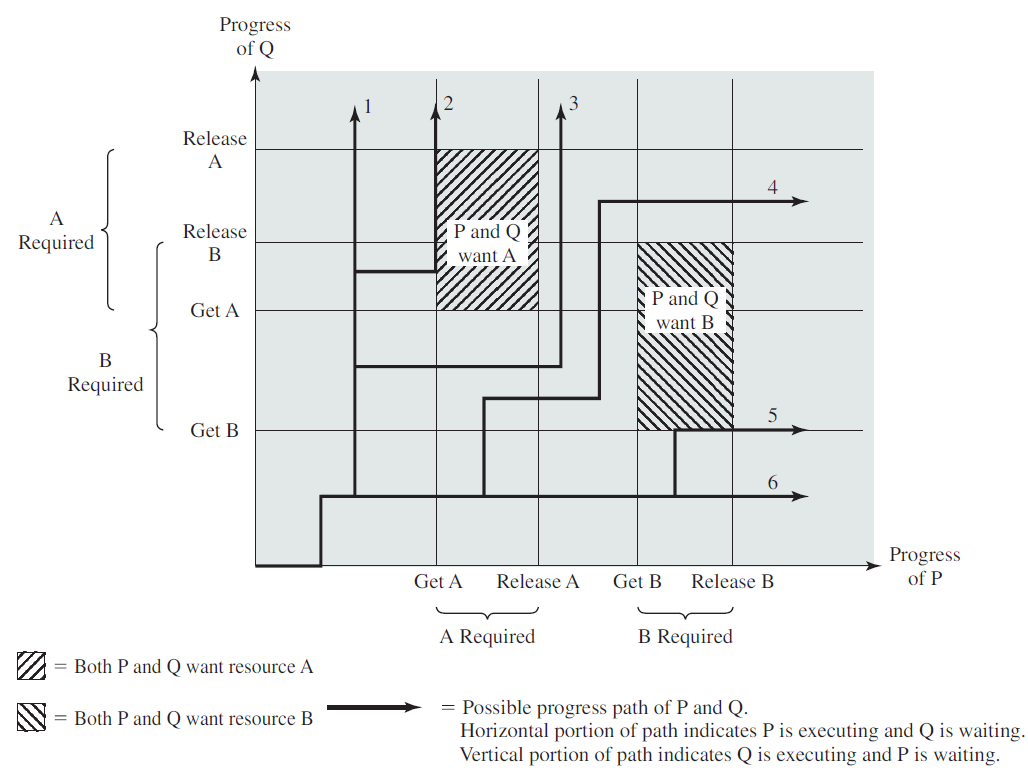 Progress
of Q
1
2
3
Release
A
4
A
Required
Release
B
P and Q
want A
Get A
P and Q
want B
B
Required
Get B
5
6
Progress
of P
Get A
Release A
Get B
Release B
A Required
B Required
= Both P and Q want resource A
= Both P and Q want resource B
= Possible progress path of P and Q.
Horizontal portion of path indicates P is executing and Q is waiting.
Vertical portion of path indicates Q is executing and P is waiting.